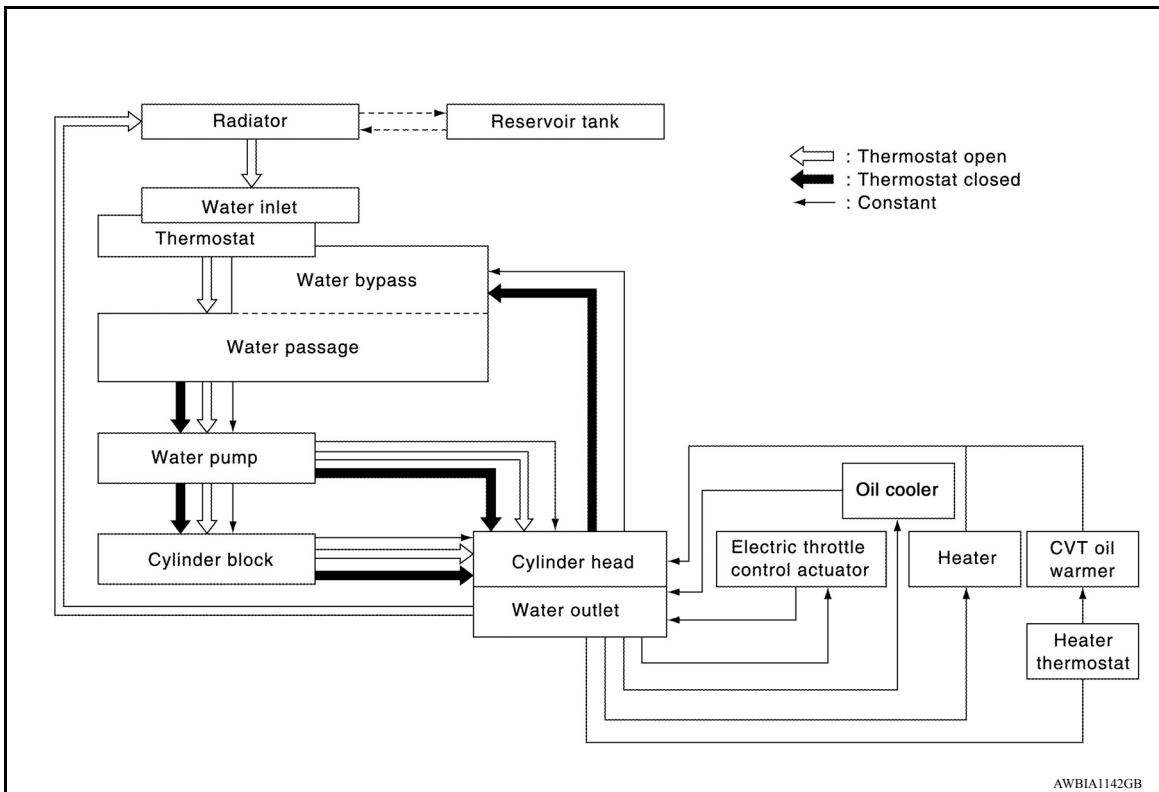 Radiator
Reservoir tank
: Thermostat open
: Thermostat closed
: Constant
Water inlet
Thermostat
Water bypass
Water passage
Water pump
Oil cooler
Cylinder block
Cylinder head
Electric throttle
control actuator
Heater
CVT oil
warmer
Water outlet
Heater
thermostat
AWBIA1142GB